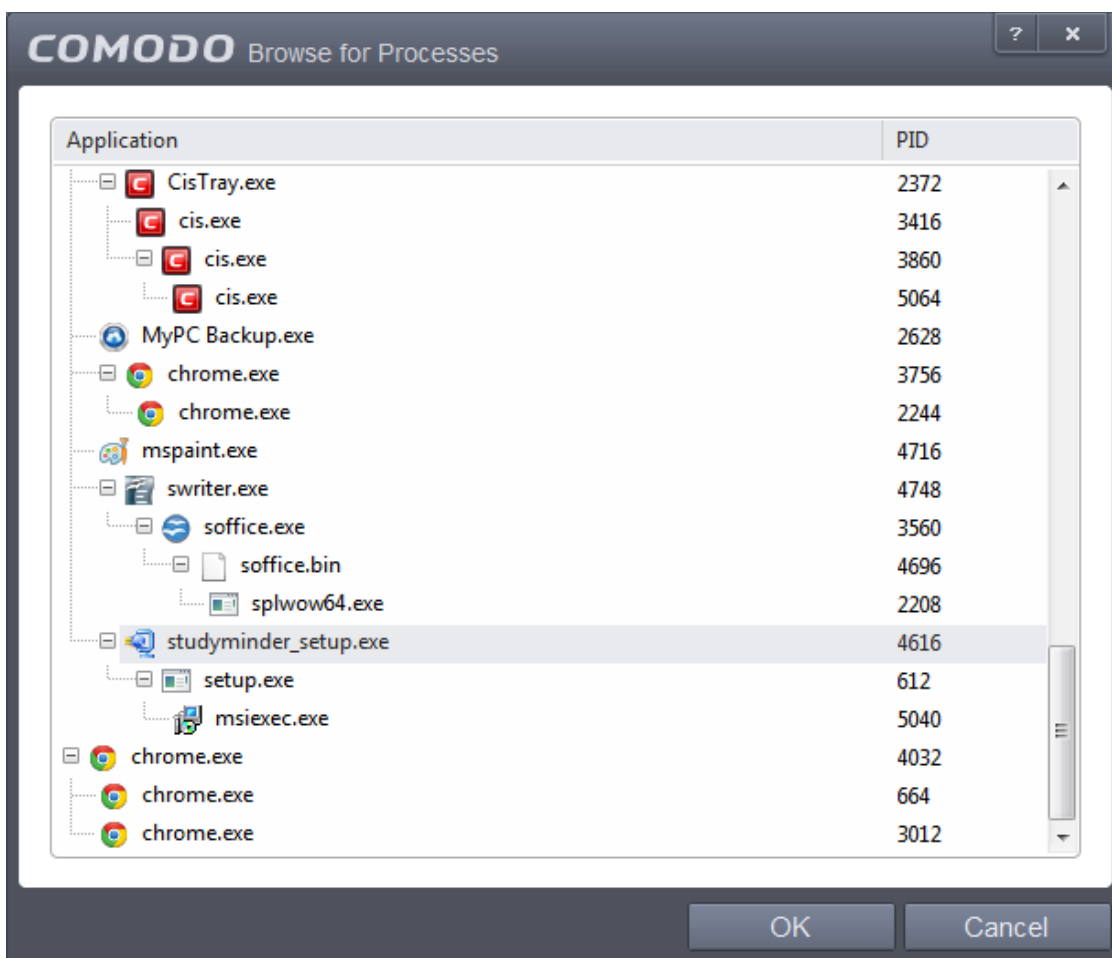 COMODO Browse for Processes ? x
Application PID
CisTray.exe 2372
cis.exe 3416
cis.exe 3860
cis.exe 5064
MyPC Backup.exe 2628
chrome.exe 3756
chrome.exe 2244
mspaint.exe 4716
swriter.exe 4748
soffice.exe 3560
soffice.bin 4696
splwow64.exe 2208
studyminder_setup.exe 4616
setup.exe 612
msiexec.exe 5040
chrome.exe 4032
chrome.exe 664
chrome.exe 3012
OK Cancel